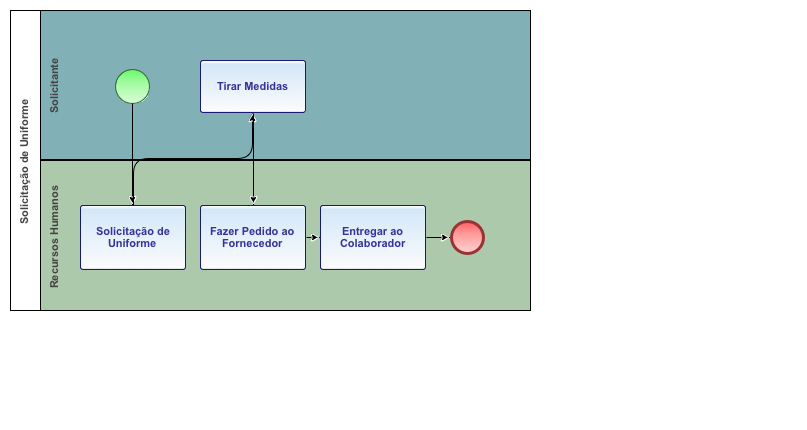 Solicitação de Uniforme
Solicitante
Tirar Medidas
Recursos Humanos
Solicitação de
Uniforme
Fazer Pedido ao
Fornecedor
Entregar ao
Colaborador